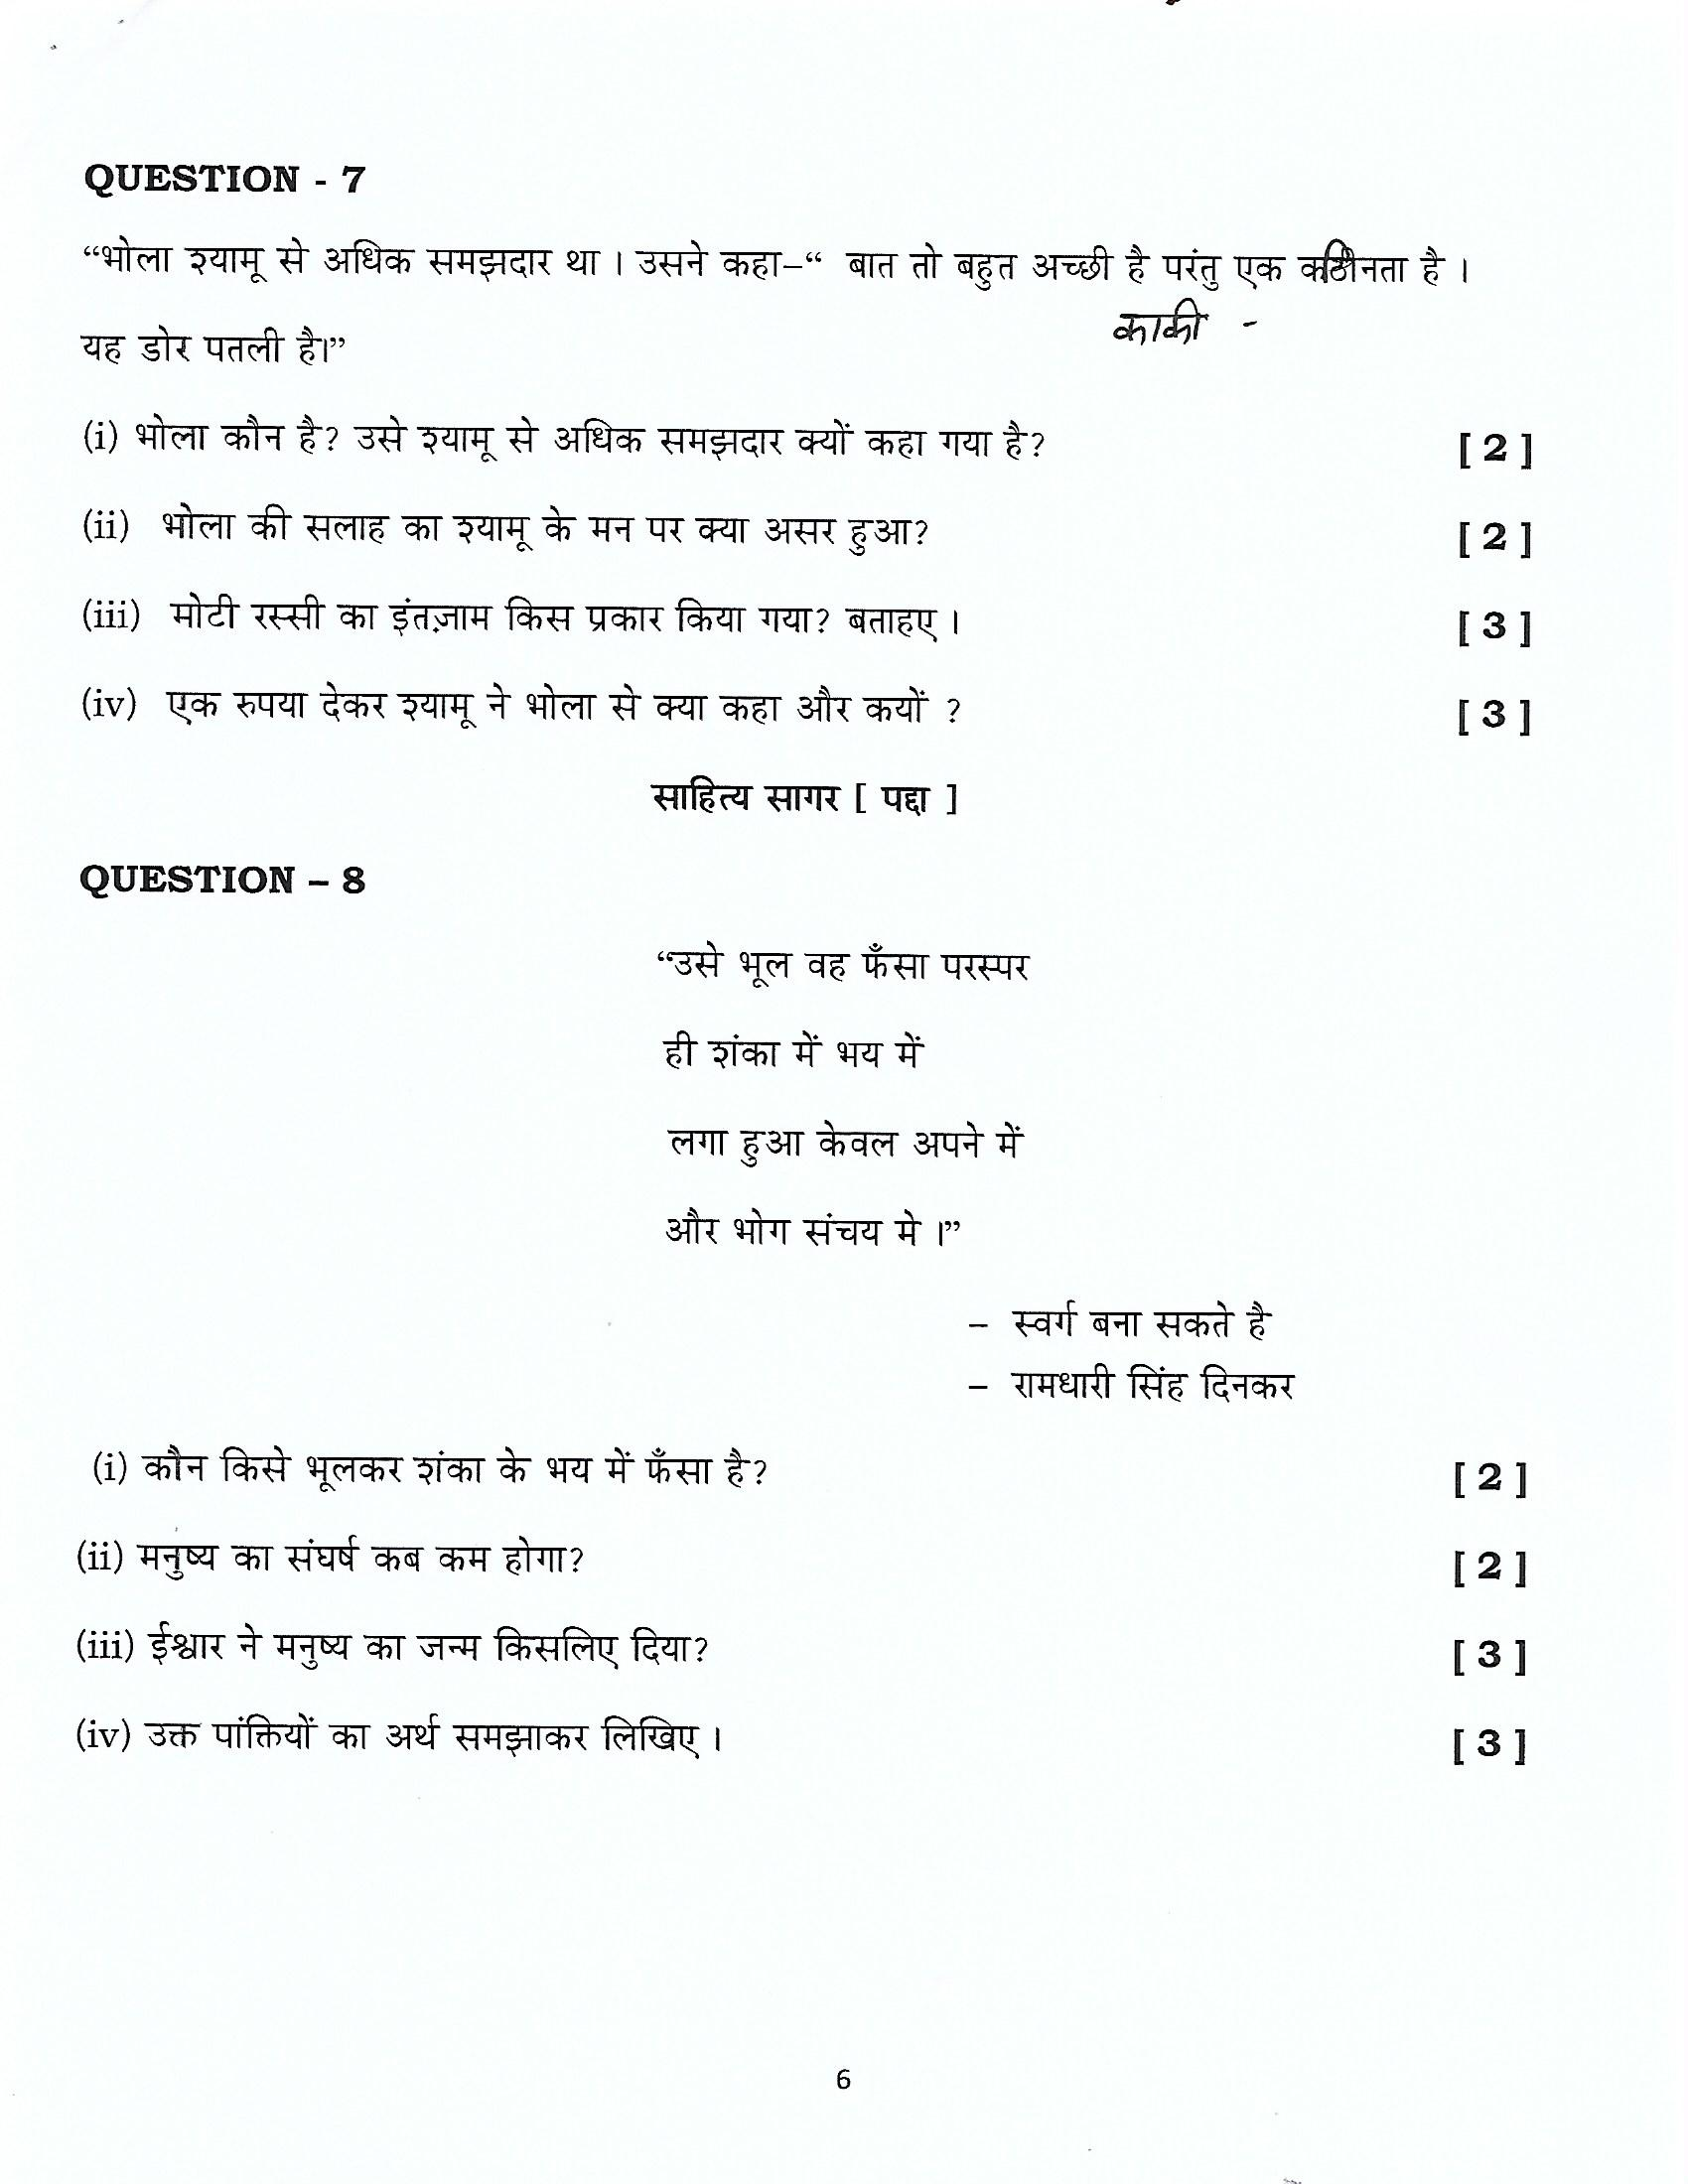 QUESTION - 7
“भोला श्यामू से अधिक समझदार था । उसने कहा–“ बात तो बहुत अच्छी है परंतु एक कठिनता है ।
काकी -
यह डोर पतली है।”
(i) भोला कौन है? उसे श्यामू से अधिक समझदार क्यों कहा गया है? [ 2 ]
(ii) भोला की सलाह का श्यामू के मन पर क्या असर हुआ? [ 2 ]
(iii) मोटी रस्सी का इंतज़ाम किस प्रकार किया गया? बताहए । [ 3 ]
(iv) एक रुपया देकर श्यामू ने भोला से क्या कहा और कयों ? [ 3 ]
साहित्य सागर [ पद्दा ]
QUESTION – 8
“उसे भूल वह फँसा परस्पर
ही शंका में भय में
लगा हुआ केवल अपने में
और भोग संचय मे ।”
– स्वर्ग बना सकते है
– रामधारी सिंह दिनकर
(i) कौन किसे भूलकर शंका के भय में फँसा है? [ 2 ]
(ii) मनुष्य का संघर्ष कब कम होगा? [ 2 ]
(iii) ईश्वार ने मनुष्य का जन्म किसलिए दिया? [ 3 ]
(iv) उक्त पांक्तियों का अर्थ समझाकर लिखिए । [ 3 ]
6